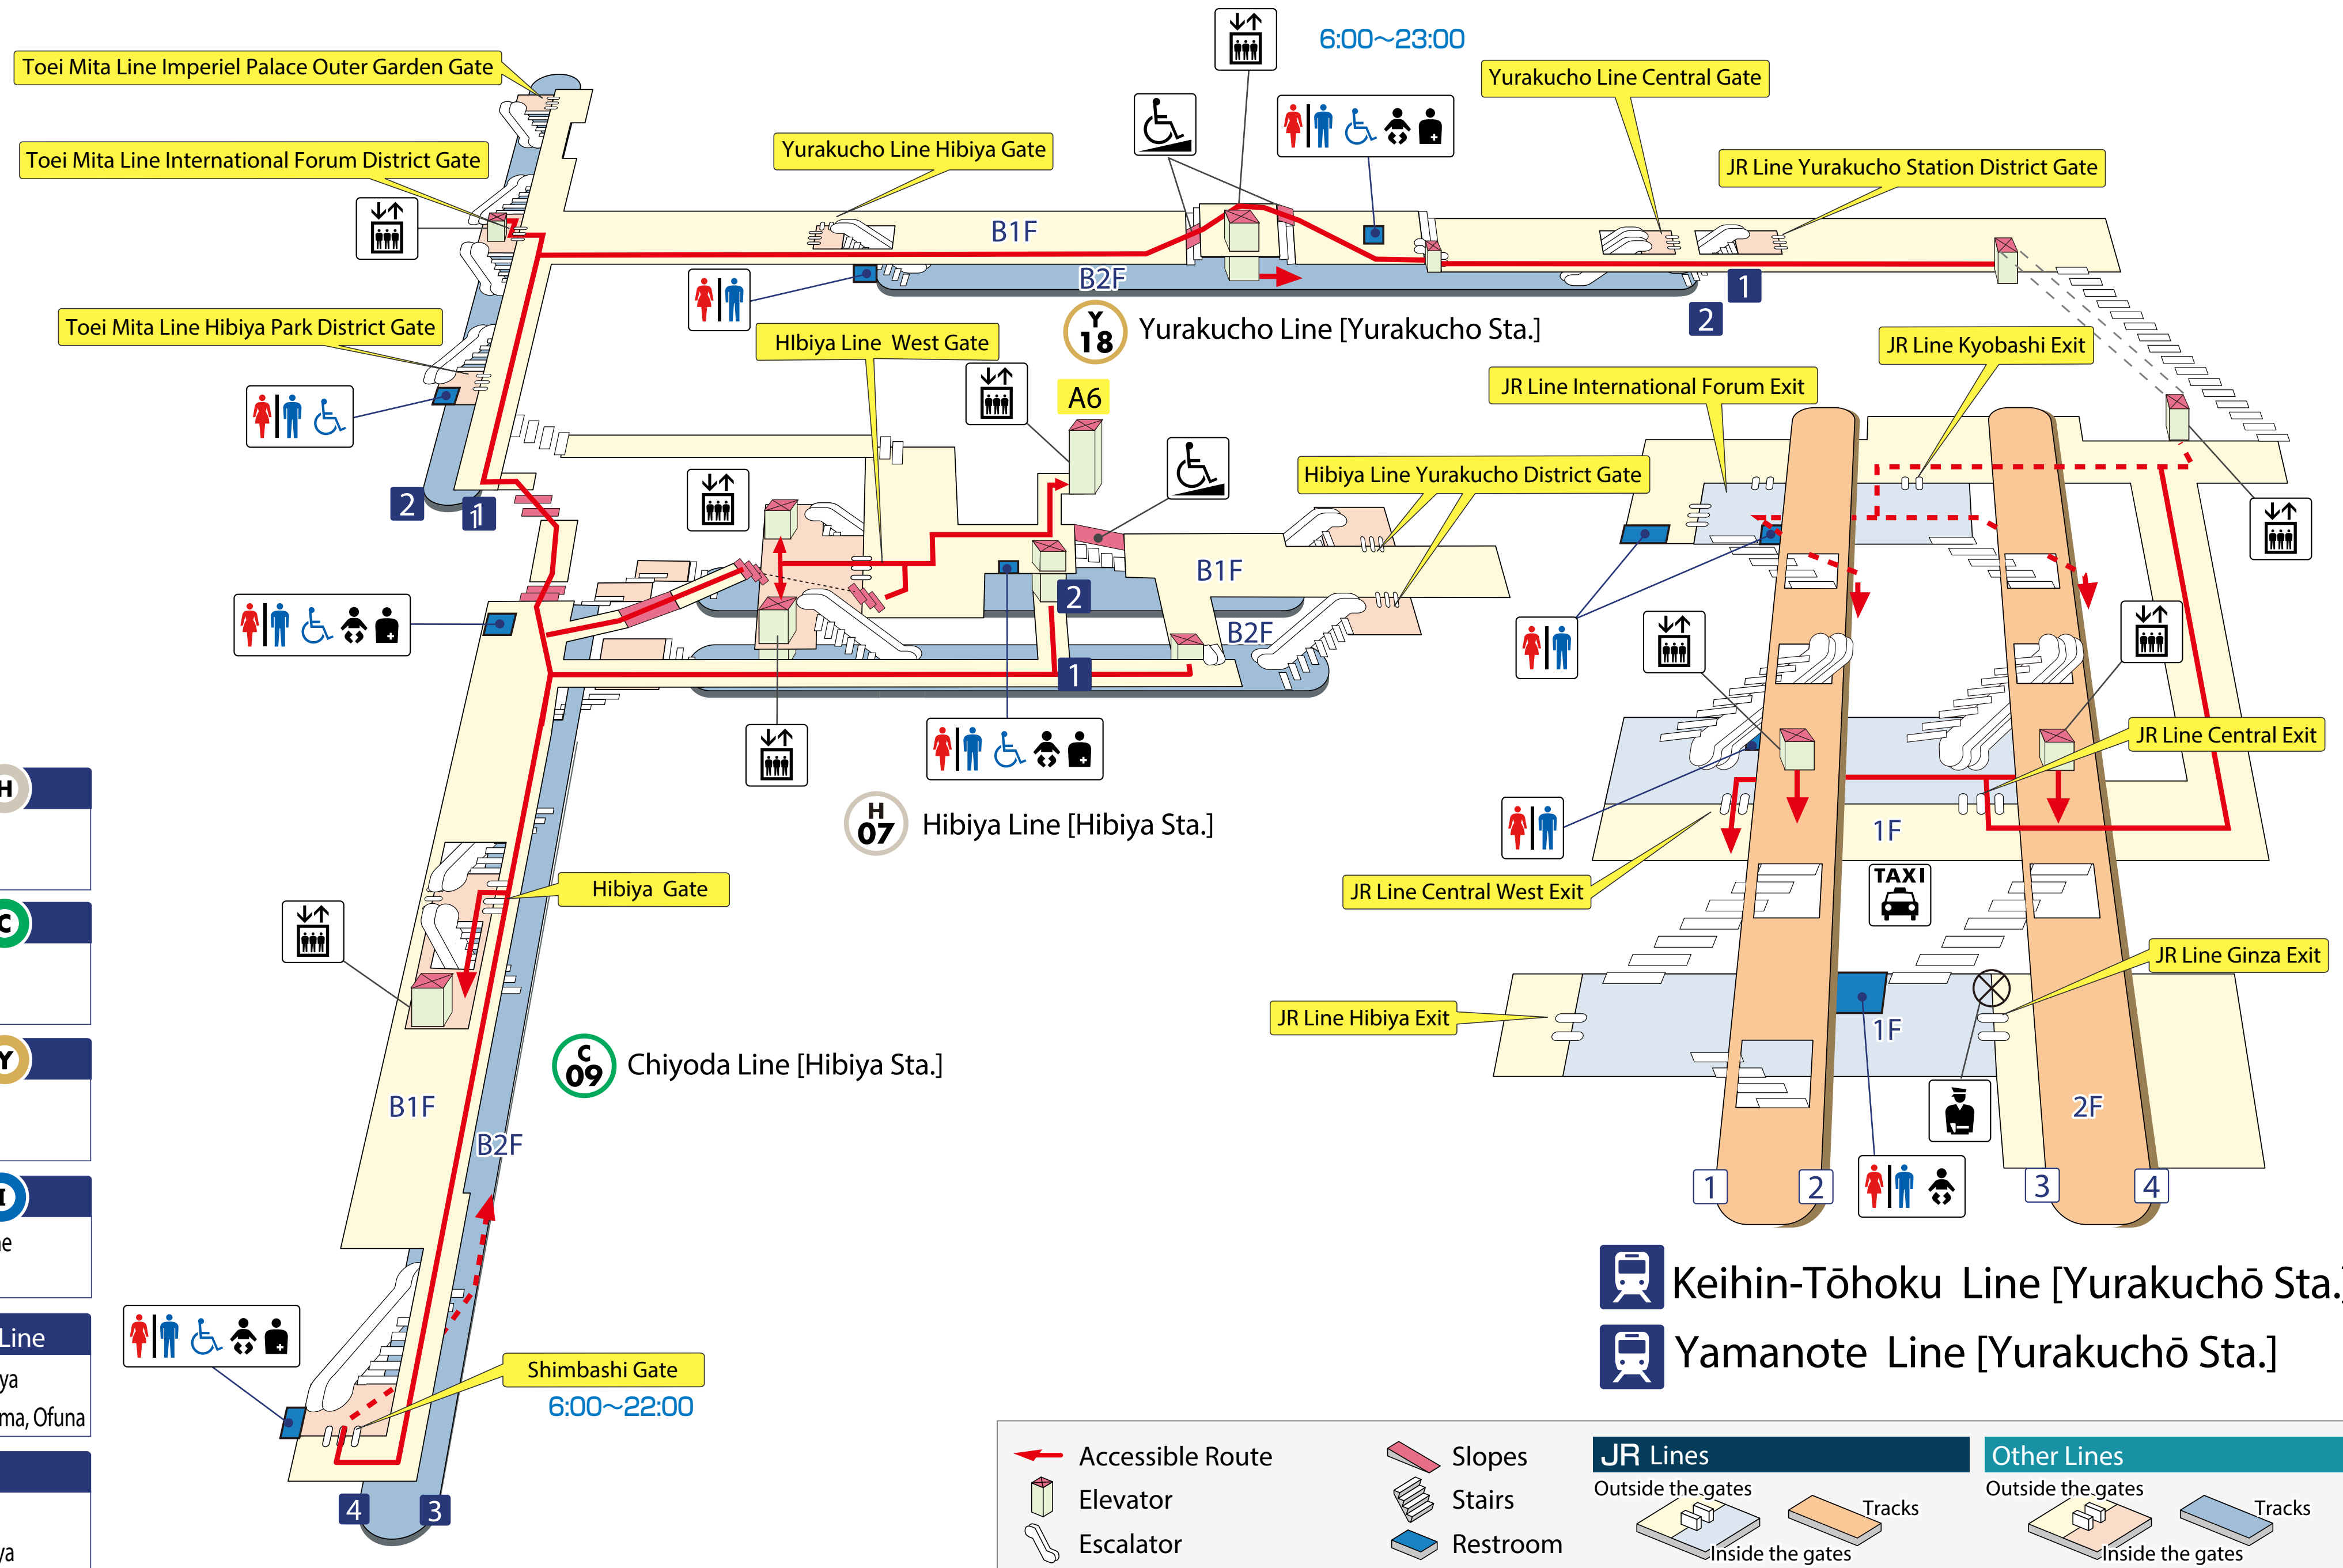 6:00～23:00
Toei Mita Line Imperiel Palace Outer Garden Gate
Yurakucho Line Central Gate
Toei Mita Line International Forum District Gate
Yurakucho Line Hibiya Gate
JR Line Yurakucho Station District Gate
B1F
B2F
1
2
Toei Mita Line Hibiya Park District Gate
Y
18
Yurakucho Line [Yurakucho Sta.]
HIbiya Line West Gate
JR Line Kyobashi Exit
A6
JR Line International Forum Exit
Hibiya Line Yurakucho District Gate
2
1
B1F
2
B2F
1
JR Line Central Exit
H
H
07
Hibiya Line [Hibiya Sta.]
1F
Hibiya Gate
JR Line Central West Exit
TAXI
C
JR Line Ginza Exit
JR Line Hibiya Exit
1F
C
09
Chiyoda Line [Hibiya Sta.]
Y
B1F
2F
B2F
I
1
2
3
4
Keihin-Tōhoku Line [Yurakuchō Sta.]
Line
Yamanote Line [Yurakuchō Sta.]
Shimbashi Gate
6:00～22:00
ma, Ofuna
4
3
Accessible Route
Elevator
Escalator
Slopes
Stairs
Restroom
JR Lines
Outside the gates
Tracks
Inside the gates
Other Lines
Outside the gates
Tracks
Inside the gates